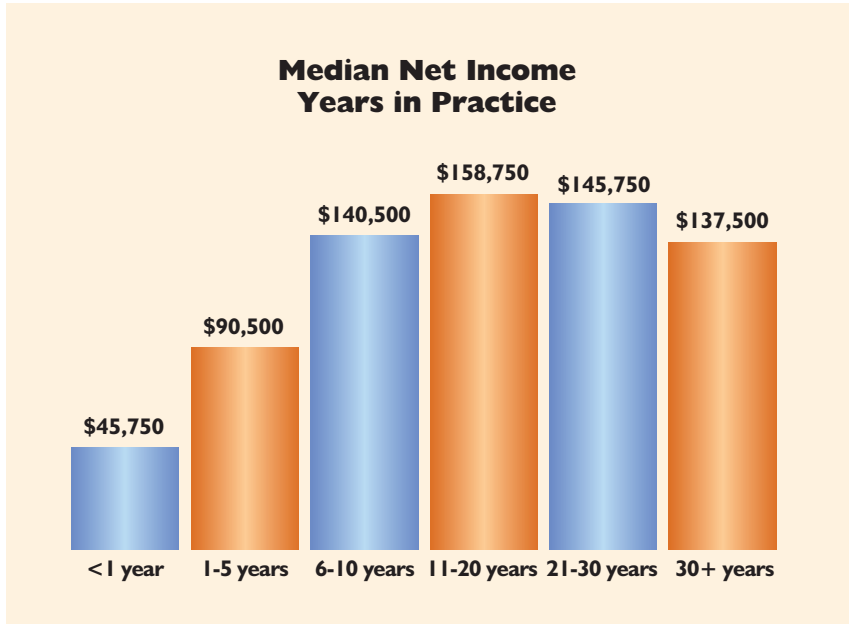 Median Net Income
Years in Practice
$158,750
$145,750
$140,500
$137,500
$90,500
$45,750
<1 year 1-5 years 6-10 years 11-20 years 21-30 years 30+ years